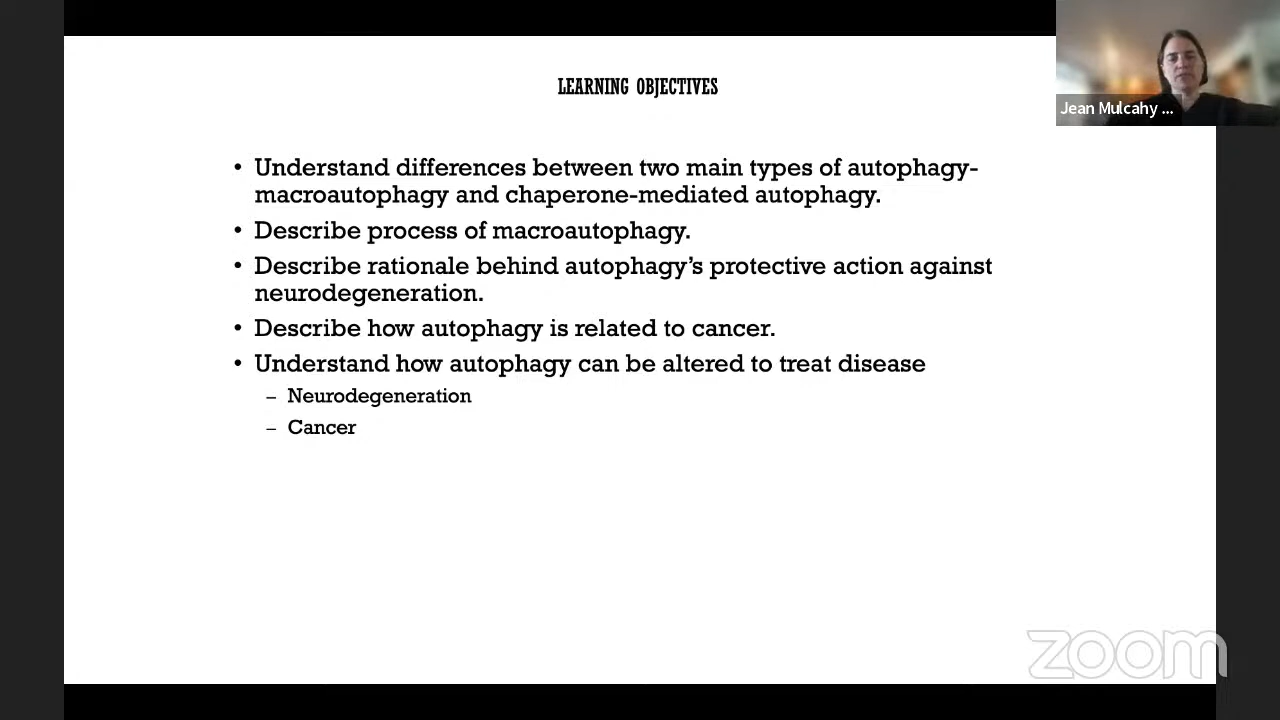 LEARNING OBJECTIVES
Jean Mulcahy ...
• Understand differences between two main types of autophagy-
macroautophagy and chaperone-mediated autophagy.
• Describe process of macroautophagy.
• Describe rationale behind autophagy’s protective action against
neurodegeneration.
• Describe how autophagy is related to cancer.
• Understand how autophagy can be altered to treat disease
– Neurodegeneration
– Cancer
zoom